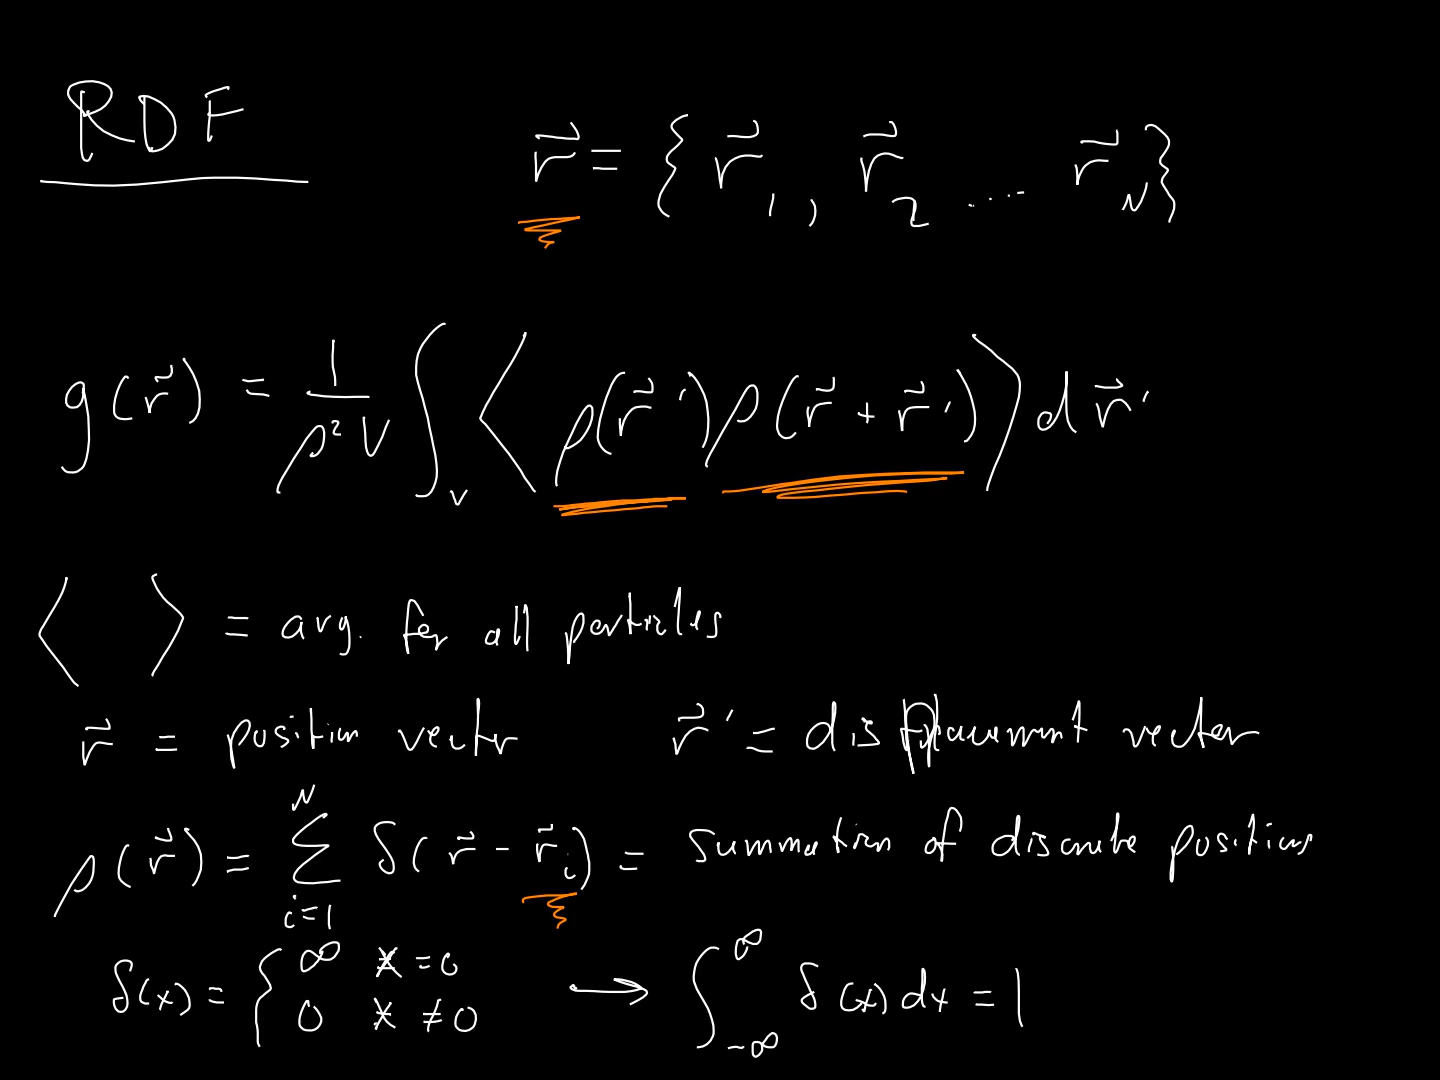 RDF
r⃗ = { r⃗₁, r⃗₂ ..... r⃗_N }
g(r⃗) = 1/(ρ²V) ∫_V ⟨ ρ(r⃗′) ρ(r⃗ + r⃗′) ⟩ d r⃗′
⟨ ⟩ = avg. for all particles
r⃗ = position vector r⃗′ = displacement vector
ρ(r⃗) = Σ_{i=1}^{N} δ(r⃗ - r⃗_i) = summation of discrete positions
δ(x) = { ∞ x = 0 ; 0 x ≠ 0 → ∫_{-∞}^{∞} δ(x) dx = 1